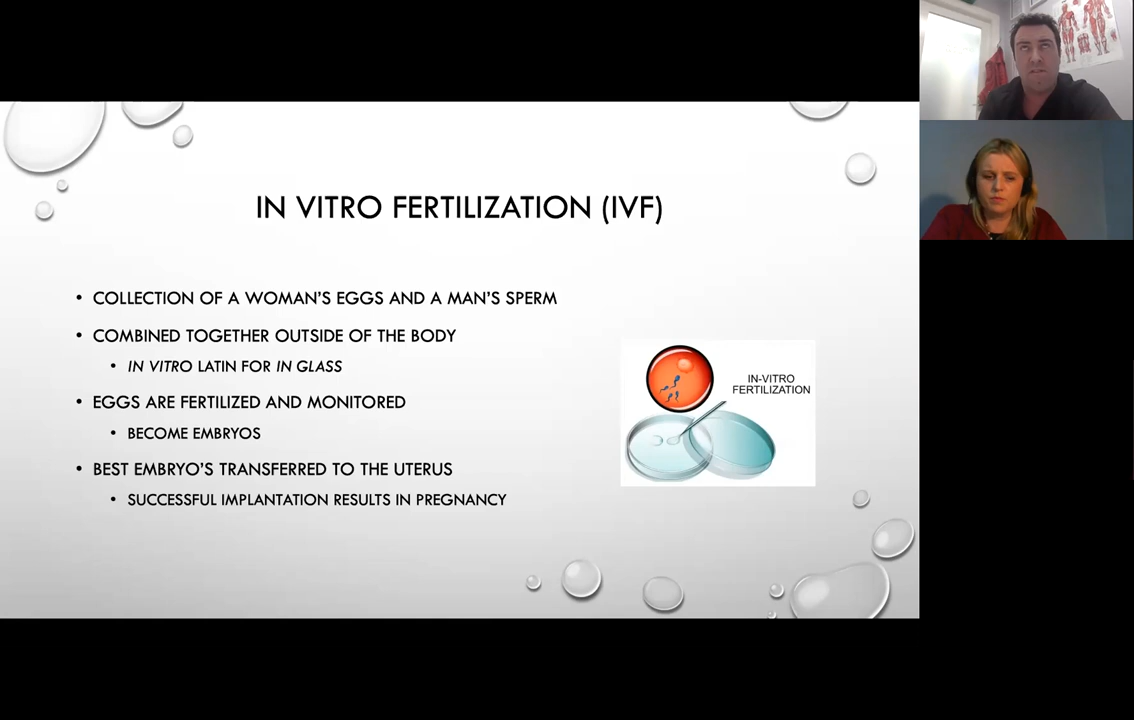 IN VITRO FERTILIZATION (IVF)
• COLLECTION OF A WOMAN'S EGGS AND A MAN'S SPERM
• COMBINED TOGETHER OUTSIDE OF THE BODY
• IN VITRO LATIN FOR IN GLASS
• EGGS ARE FERTILIZED AND MONITORED
• BECOME EMBRYOS
• BEST EMBRYO'S TRANSFERRED TO THE UTERUS
• SUCCESSFUL IMPLANTATION RESULTS IN PREGNANCY
IN-VITRO
FERTILIZATION